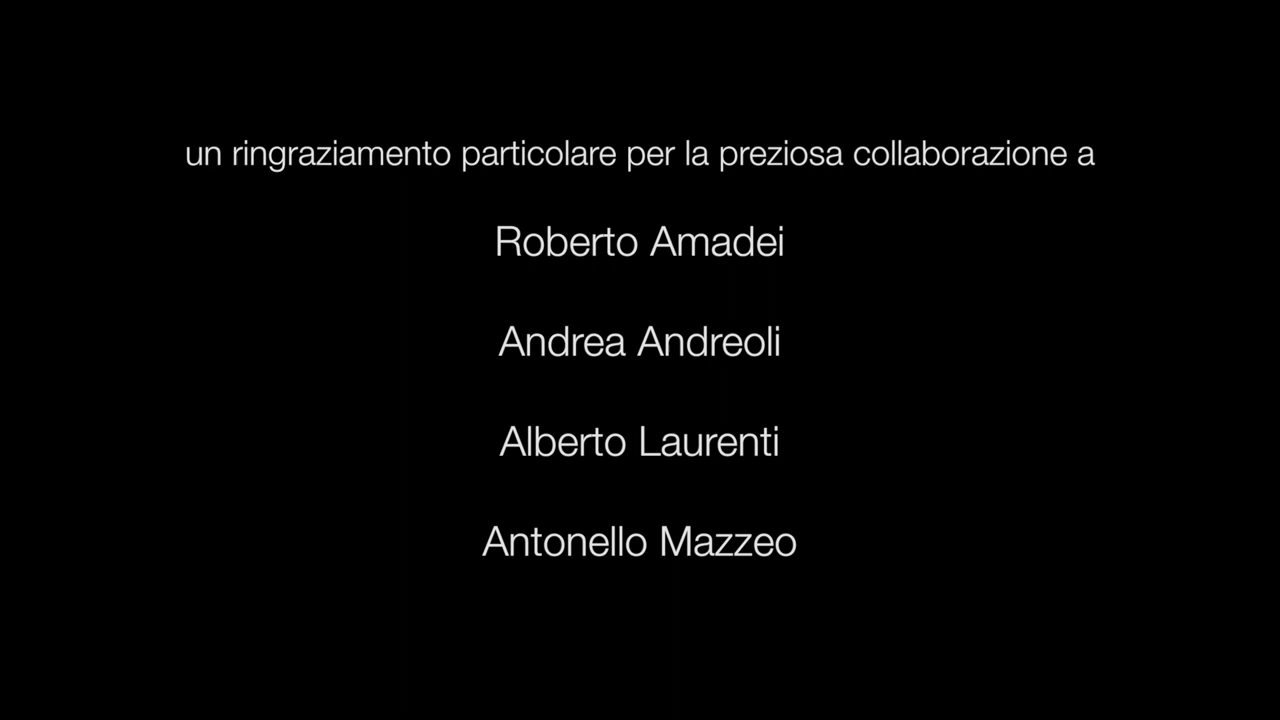 un ringraziamento particolare per la preziosa collaborazione a
Roberto Amadei
Andrea Andreoli
Alberto Laurenti
Antonello Mazzeo